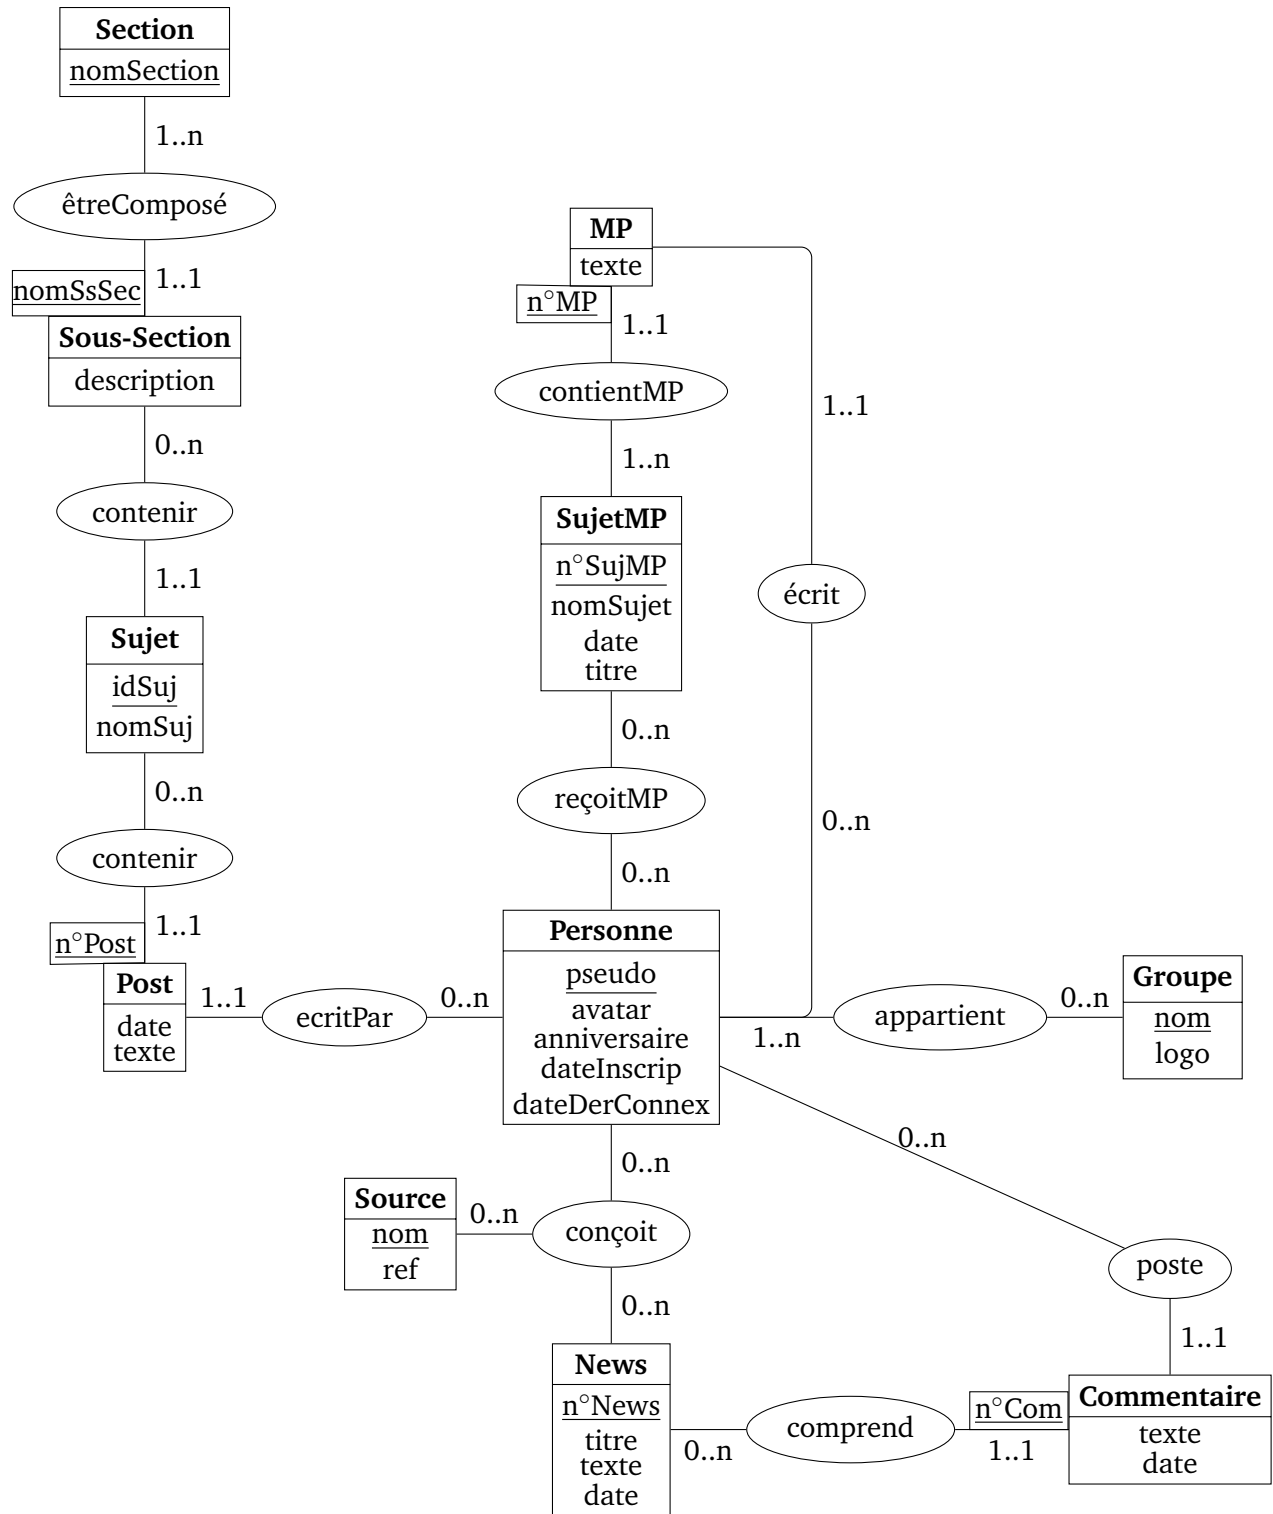 Section
nomSection
1..n
êtreComposé
1..1
nomSsSec
Sous-Section
description
0..n
contenir
1..1
Sujet
idSuj
nomSuj
0..n
contenir
1..1
n°Post
Post
date
texte
1..1
ecritPar
0..n
MP
texte
n°MP
1..1
contientMP
1..n
SujetMP
n°SujMP
nomSujet
date
titre
0..n
reçoitMP
0..n
1..1
écrit
0..n
Personne
pseudo
avatar
anniversaire
dateInscrip
dateDerConnex
1..n
appartient
0..n
Groupe
nom
logo
0..n
poste
1..1
0..n
Source
nom
ref
0..n
conçoit
0..n
News
n°News
titre
texte
date
0..n
comprend
1..1
n°Com
Commentaire
texte
date